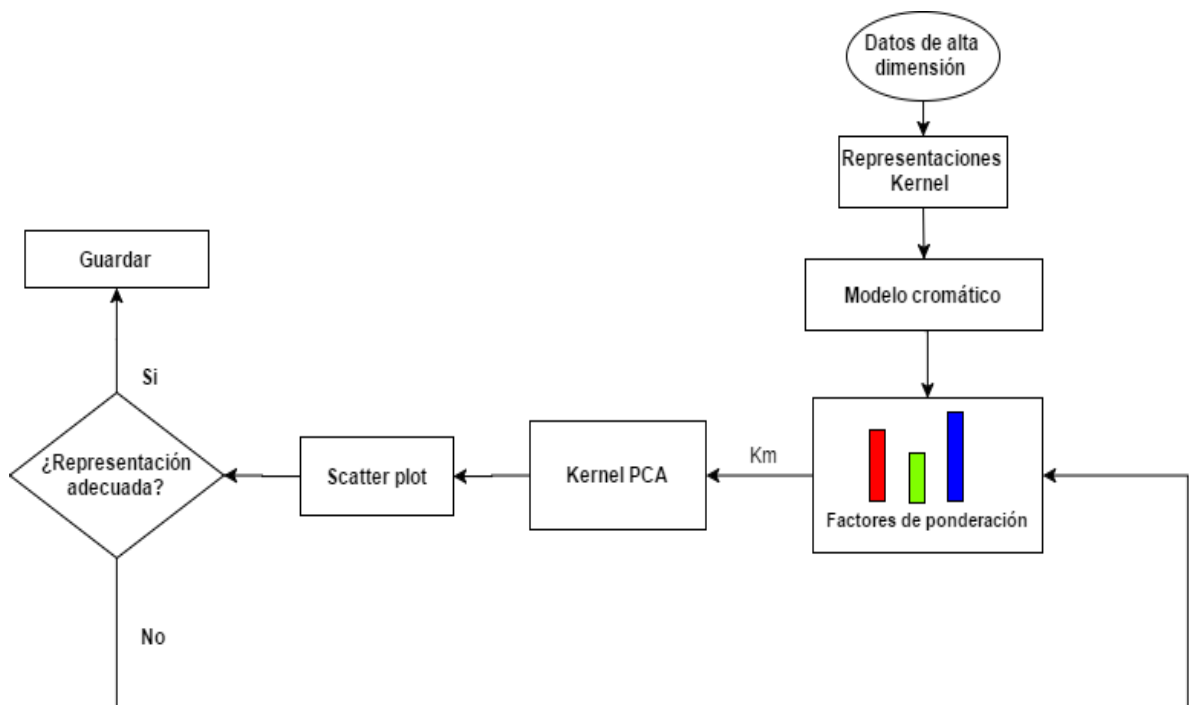 Datos de alta
dimensión
Representaciones
Kernel
Modelo cromático
Factores de ponderación
Km
Kernel PCA
Scatter plot
¿Representación
adecuada?
Si
Guardar
No